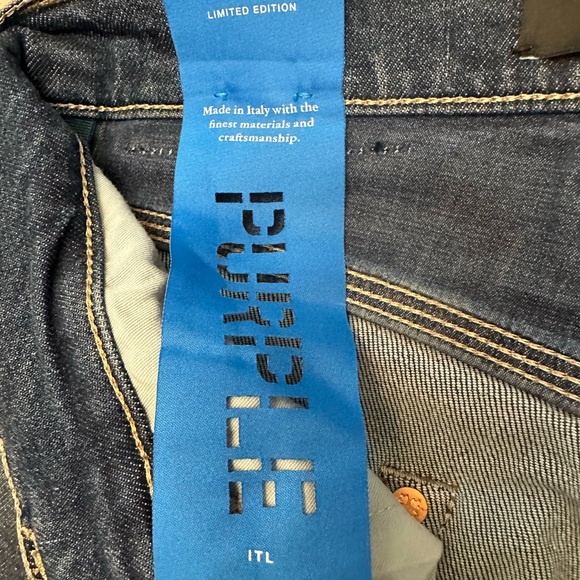 LIMITED EDITION
Made in Italy with the
finest materials and
craftsmanship.
PURPLE
ITL